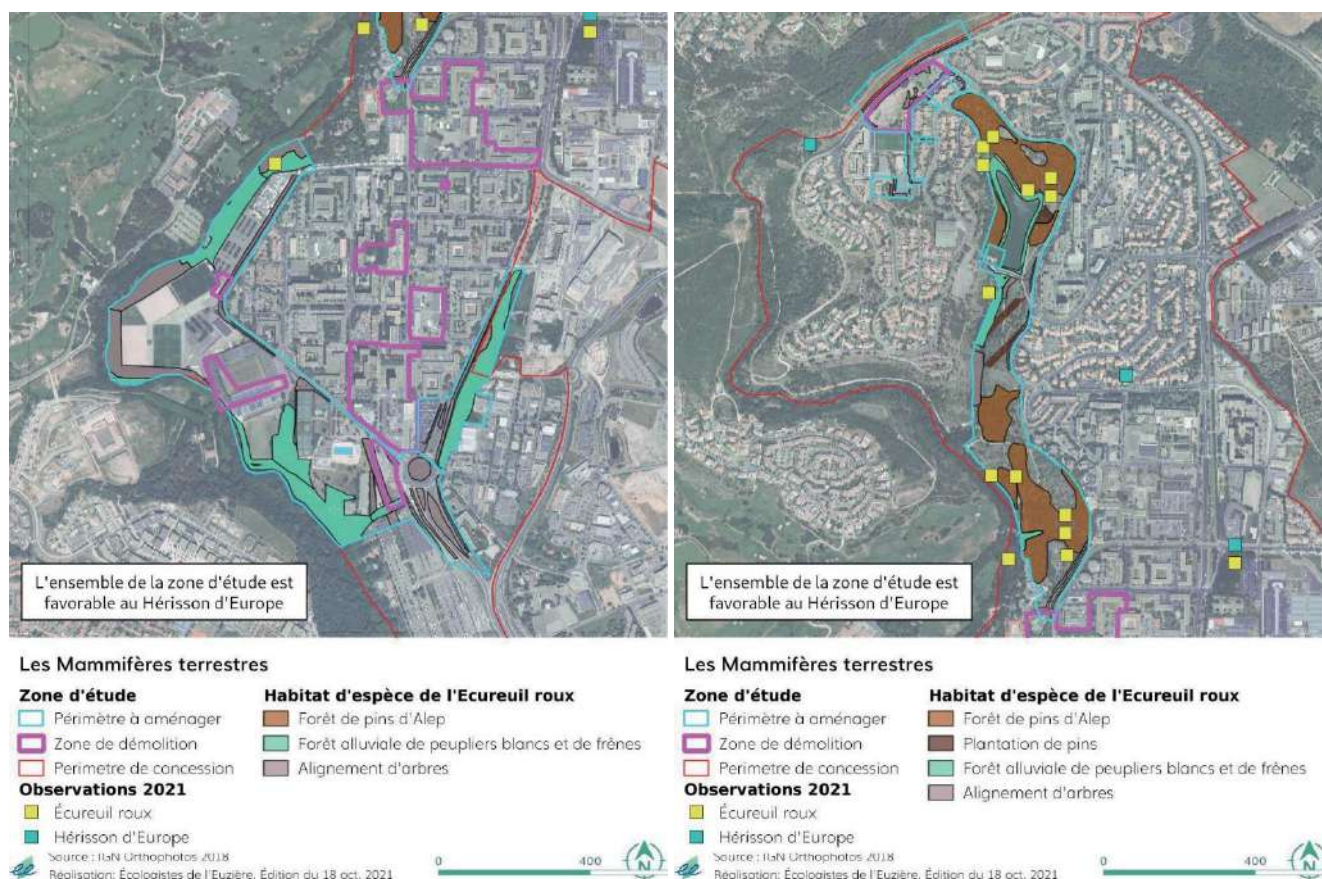 L'ensemble de la zone d'étude est
favorable au Hérisson d'Europe
Les Mammifères terrestres
Zone d'étude
Périmètre à aménager
Zone de démolition
Perimetre de concession
Observations 2021
Écureuil roux
Hérisson d'Europe
Habitat d'espèce de l'Ecureuil roux
Forêt de pins d'Alep
Forêt alluviale de peupliers blancs et de frênes
Alignement d'arbres
Source : IGN Orthophotos 2018
Réalisation: Écologistes de l'Euzière, Édition du 18 oct. 2021
0 400
N
L'ensemble de la zone d'étude est
favorable au Hérisson d'Europe
Les Mammifères terrestres
Zone d'étude
Périmètre à aménager
Zone de démolition
Perimetre de concession
Observations 2021
Écureuil roux
Hérisson d'Europe
Habitat d'espèce de l'Ecureuil roux
Forêt de pins d'Alep
Plantation de pins
Forêt alluviale de peupliers blancs et de frênes
Alignement d'arbres
Source : IGN Orthophotos 2018
Réalisation: Écologistes de l'Euzière, Édition du 18 oct. 2021
0 400
N